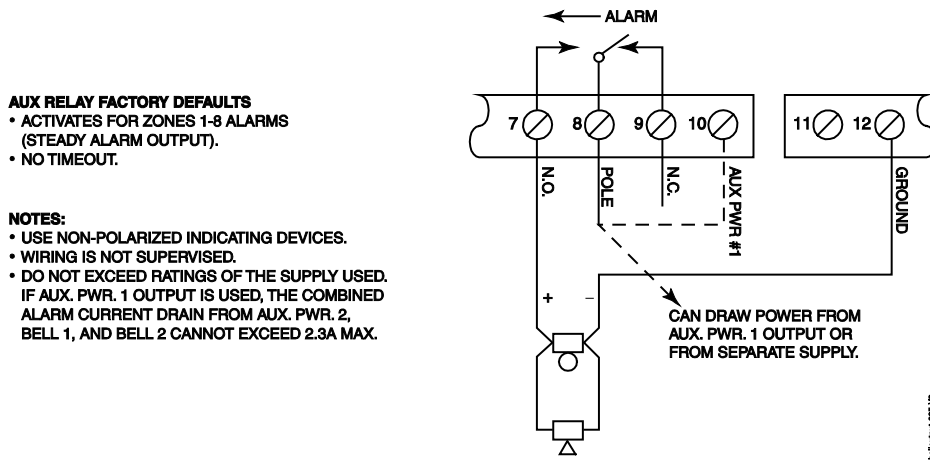 ALARM
AUX RELAY FACTORY DEFAULTS
• ACTIVATES FOR ZONES 1-8 ALARMS
(STEADY ALARM OUTPUT).
• NO TIMEOUT.
NOTES:
• USE NON-POLARIZED INDICATING DEVICES.
• WIRING IS NOT SUPERVISED.
• DO NOT EXCEED RATINGS OF THE SUPPLY USED.
IF AUX. PWR. 1 OUTPUT IS USED, THE COMBINED
ALARM CURRENT DRAIN FROM AUX. PWR. 2,
BELL 1, AND BELL 2 CANNOT EXCEED 2.3A MAX.
7 8 9 10 11 12
N.O.
POLE
N.C.
AUX PWR #1
GROUND
+ –
CAN DRAW POWER FROM
AUX. PWR. 1 OUTPUT OR
FROM SEPARATE SUPPLY.